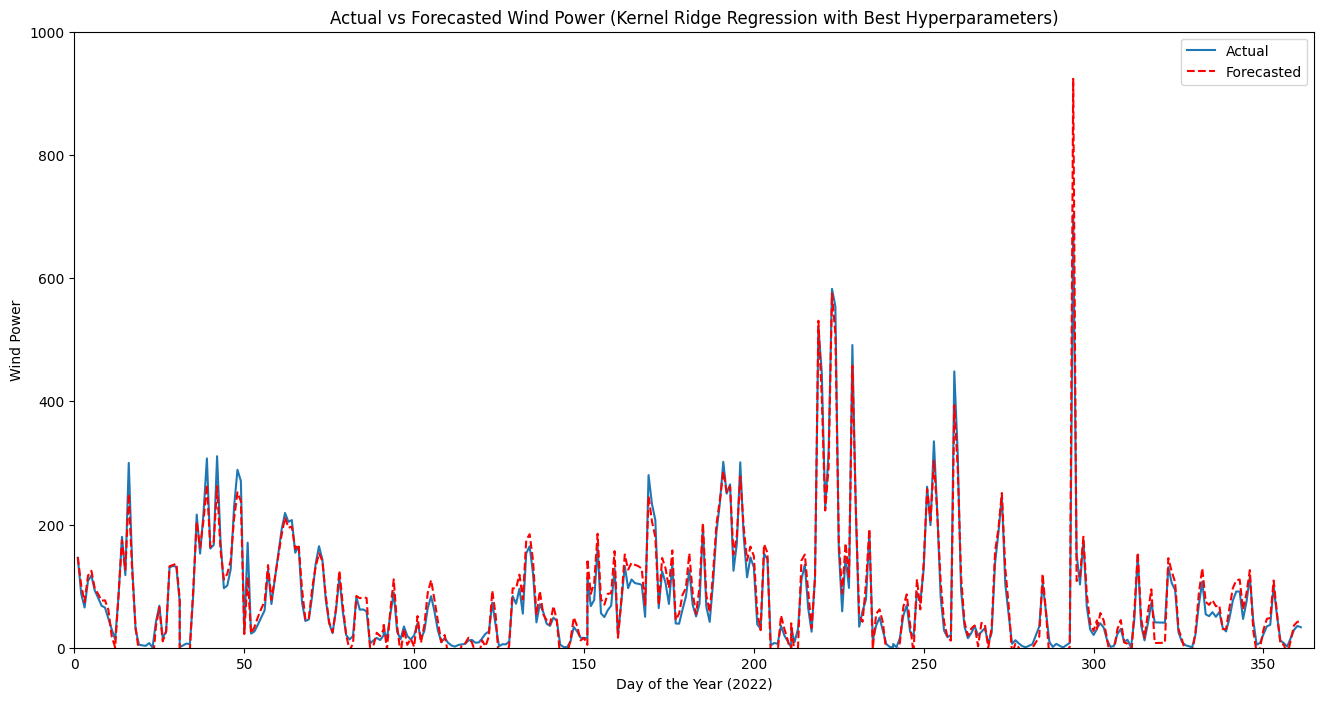 Actual vs Forecasted Wind Power (Kernel Ridge Regression with Best Hyperparameters)
Actual
Forecasted
Wind Power
1000
800
600
400
200
0
0 50 100 150 200 250 300 350
Day of the Year (2022)